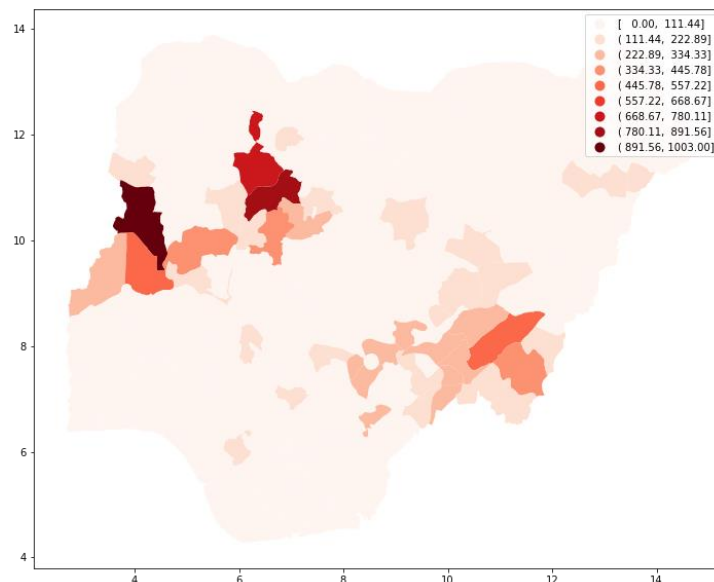 14
12
10
8
6
4
4
6
8
10
12
14
[ 0.00, 111.44]
( 111.44, 222.89]
( 222.89, 334.33]
( 334.33, 445.78]
( 445.78, 557.22]
( 557.22, 668.67]
( 668.67, 780.11]
( 780.11, 891.56]
( 891.56, 1003.00]